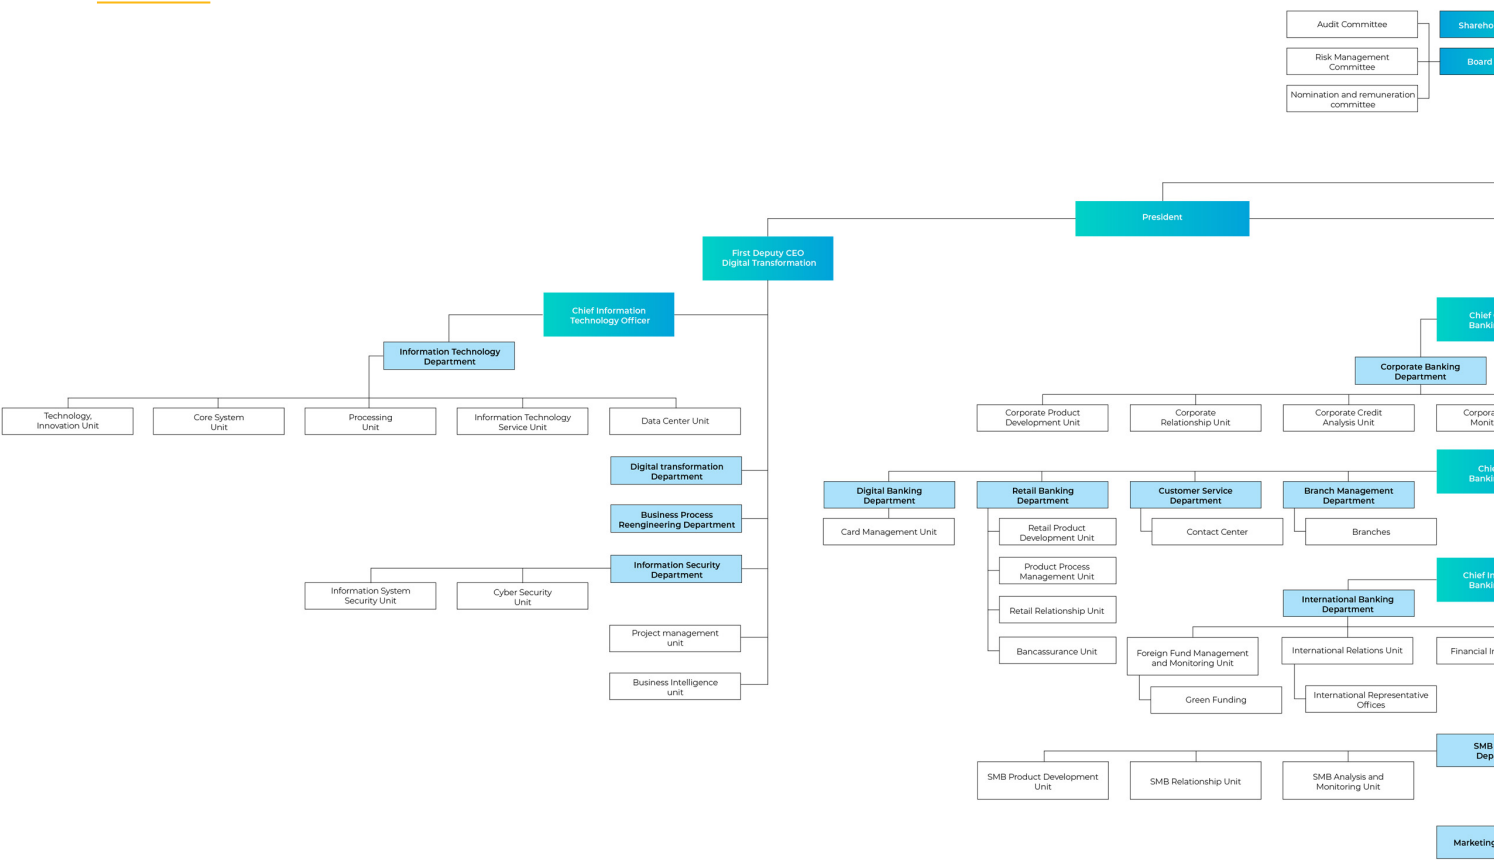 Audit Committee
Risk Management
Committee
Board
Nomination and remuneration
committee
President
First Deputy CEO
Digital Transformation
Chief Information
Technology Officer
Information Technology
Department
Technology,
Innovation Unit
Core System
Unit
Processing
Unit
Information Technology
Service Unit
Data Center Unit
Digital transformation
Department
Business Process
Reengineering Department
Information Security
Department
Information System
Security Unit
Cyber Security
Unit
Project management
unit
Business Intelligence
unit
Chief
Corporate Banking
Department
Corporate Product
Development Unit
Corporate
Relationship Unit
Corporate Credit
Analysis Unit
Digital Banking
Department
Card Management Unit
Retail Banking
Department
Retail Product
Development Unit
Product Process
Management Unit
Retail Relationship Unit
Bancassurance Unit
Customer Service
Department
Contact Center
Branch Management
Department
Branches
Chief
International Banking
Department
Foreign Fund Management
and Monitoring Unit
Green Funding
International Relations Unit
International Representative
Offices
Financial
SMB
SMB Product Development
Unit
SMB Relationship Unit
SMB Analysis and
Monitoring Unit
Marketing